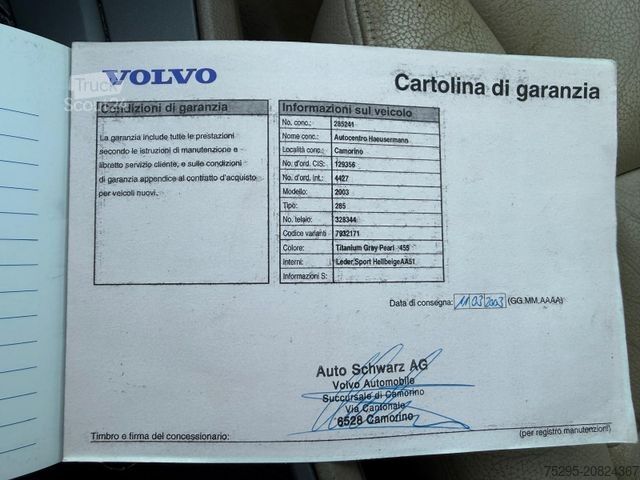 Truck
Scout24
VOLVO
Cartolina di garanzia
Condizioni di garanzia
La garanzia include tutte le prestazioni
secondo le istruzioni di manutenzione e
libretto servizio cliente, e sulle condizioni
di garanzia appendice al contratto d'acquisto
per veicoli nuovi.
Informazioni sul veicolo
No. conc.: 285241
Nome conc.: Autocentro Haeusermann
Località conc.: Camorino
No. d'ord. CIS: 129356
No. d'ord. int.: 4427
Modello: 2003
Tipo: 285
No. telaio: 328344
Codice varianti 7932171
Colore: Titanium Gray Pearl 455
Interni: Leder,Sport HellbeigeAA51
Informazioni S:
Data di consegna: 11 03 2003 (GG.MM.AAAA)
Auto Schwarz AG
Volvo Automobile
Succursale di Camorino
Via Cantonale
6528 Camorino
Timbro e firma del concessionario:
(per registro manutenzioni)
75295-20824367